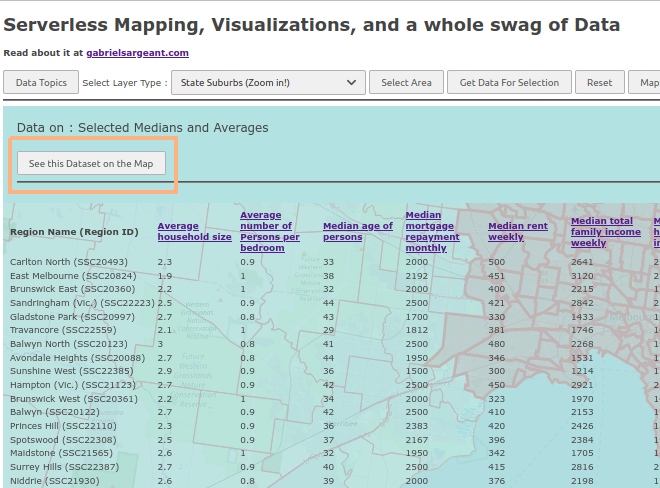 Serverless Mapping, Visualizations, and a whole swag of Data
Read about it at gabrielsargeant.com
Data Topics Select Layer Type : State Suburbs (Zoom in!) Select Area Get Data For Selection Reset Map
Data on : Selected Medians and Averages
See this Dataset on the Map
Region Name (Region ID) Average household size Average number of Persons per bedroom Median age of persons Median mortgage repayment monthly Median rent weekly Median total family income weekly
Carlton North (SSC20493) 2.3 0.9 33 2000 500 2641
East Melbourne (SSC20824) 1.9 1 38 2192 451 3120
Brunswick East (SSC20360) 2.2 1 32 2000 400 2215
Sandringham (Vic.) (SSC22223) 2.5 0.9 44 2500 421 2842
Gladstone Park (SSC20997) 2.7 0.8 43 1700 330 1433
Travancore (SSC22559) 2.1 1 29 1812 381 1746
Balwyn North (SSC20123) 3 0.8 41 2500 480 2268
Avondale Heights (SSC20088) 2.7 0.8 44 1950 346 1531
Sunshine West (SSC22385) 2.9 0.9 36 1500 300 1214
Hampton (Vic.) (SSC21123) 2.7 0.9 42 2500 450 2921
Brunswick West (SSC20361) 2.2 1 34 2000 323 1970
Balwyn (SSC20122) 2.7 0.9 42 2500 410 2153
Princes Hill (SSC22110) 2.3 0.9 36 2383 420 2426
Spotswood (SSC22308) 2.5 0.9 37 2167 396 2384
Maidstone (SSC21565) 2.6 1 32 1950 342 1705
Surrey Hills (SSC22387) 2.7 0.9 40 2500 415 2816
Niddrie (SSC21930) 2.6 0.8 39 2000 376 2198